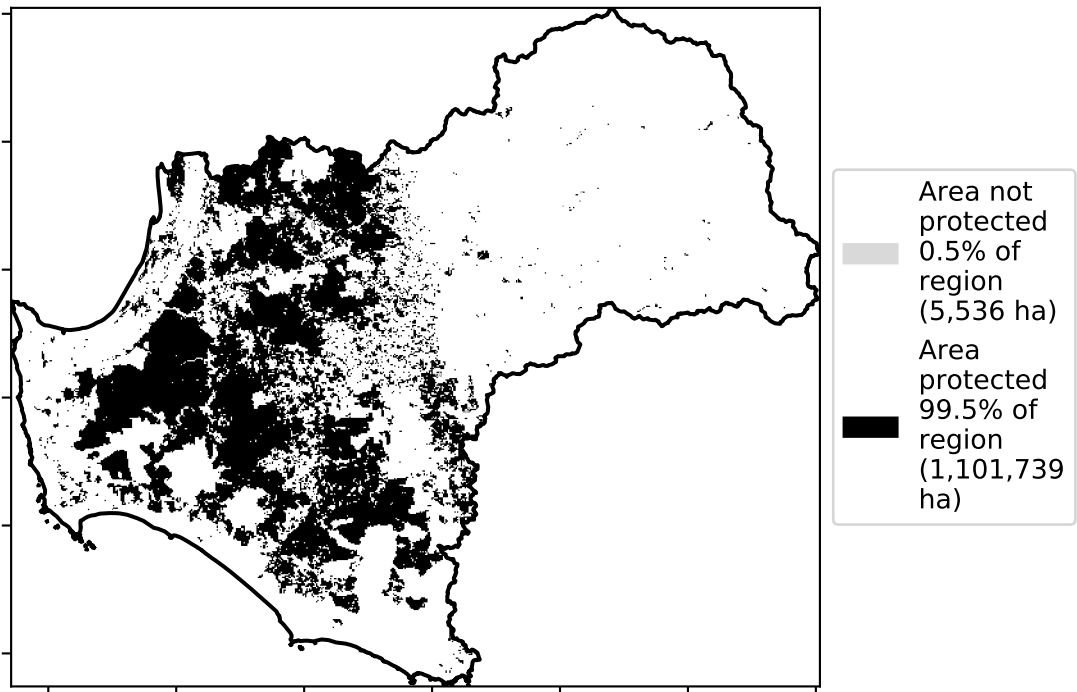 Area not
protected
0.5% of
region
(5,536 ha)
Area
protected
99.5% of
region
(1,101,739
ha)